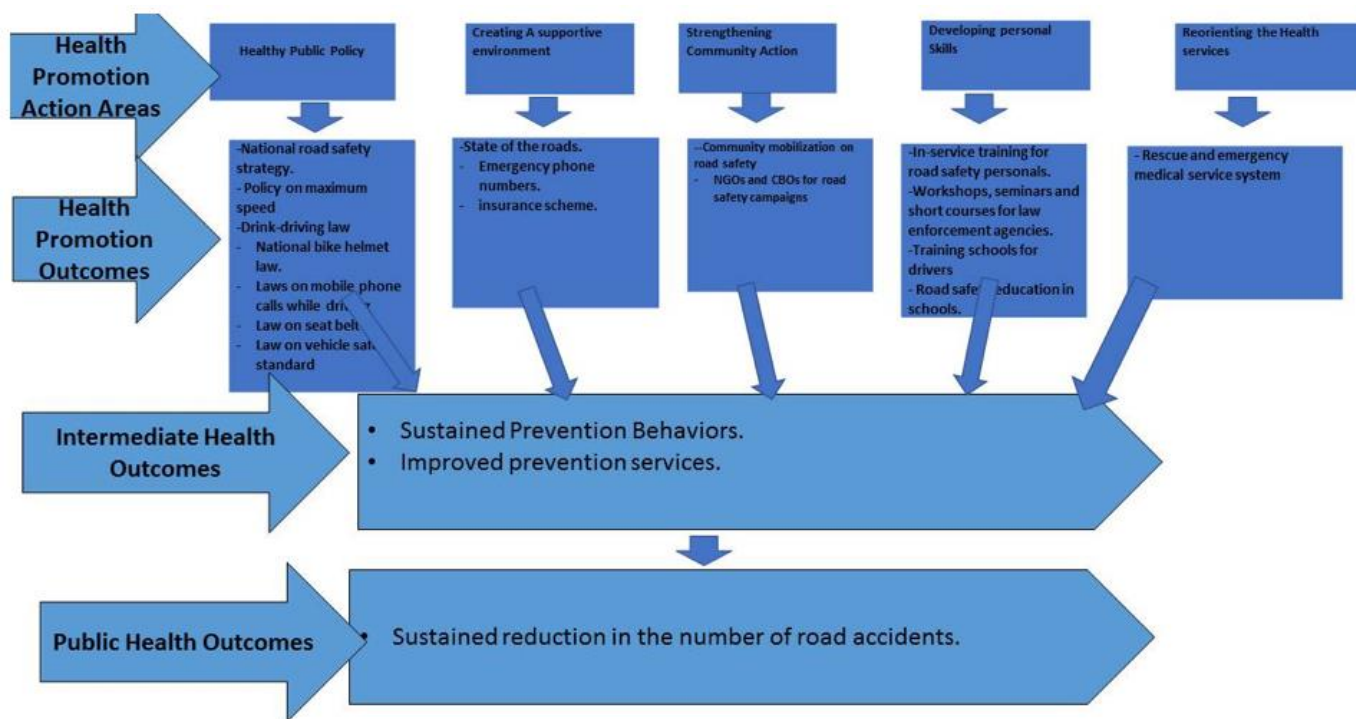 Health
Promotion
Action Areas
Healthy Public Policy
Creating A supportive
environment
Strengthening
Community Action
Developing personal
Skills
Reorienting the Health
services
Health
Promotion
Outcomes
-National road safety
strategy.
- Policy on maximum
speed
-Drink-driving law
- National bike helmet
law.
- Laws on mobile phone
calls while
- Law on seat belt
- Law on vehicle
standard
-State of the roads.
- Emergency phone
numbers.
- insurance scheme.
--Community mobilization on
road safety
- NGOs and CBOs for road
safety campaigns
-In-service training for
road safety personals.
-Workshops, seminars and
short courses for law
enforcement agencies.
-Training schools for
drivers
- Road education in
schools.
- Rescue and emergency
medical service system
Intermediate Health
Outcomes
• Sustained Prevention Behaviors.
• Improved prevention services.
Public Health Outcomes
• Sustained reduction in the number of road accidents.